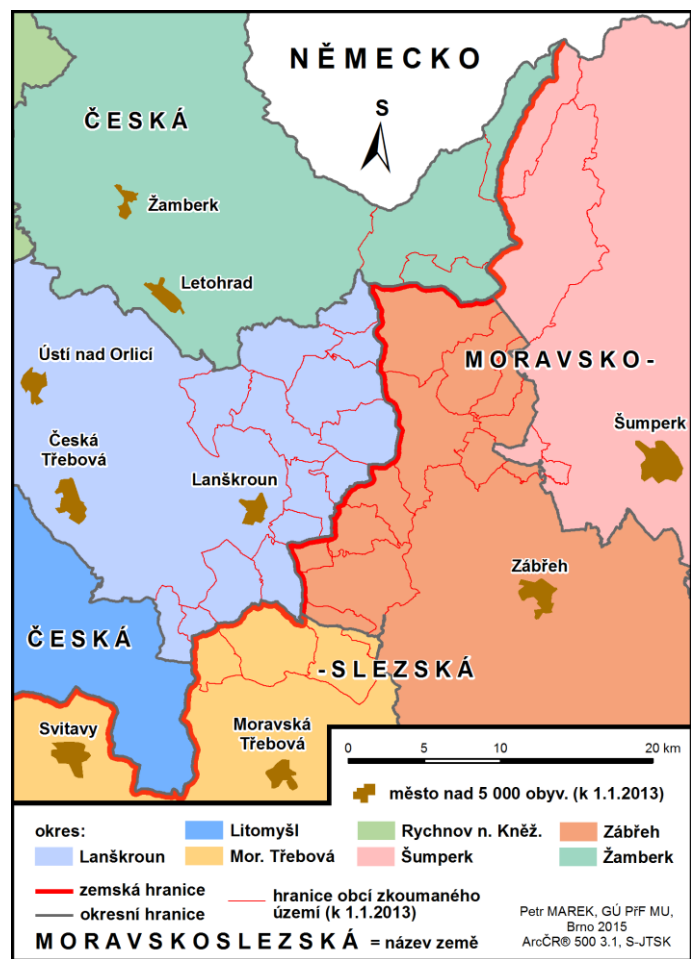 NĚMECKO
ČESKÁ
S
Žamberk
Letohrad
Ústí nad Orlicí
MORAVSKO-
Česká
Třebová
Šumperk
Lanškroun
Zábřeh
ČESKÁ
-SLEZSKÁ
Svitavy
Moravská
Třebová
0 5 10 20 km
město nad 5 000 obyv. (k 1.1.2013)
okres:
Litomyšl
Rychnov n. Kněž.
Zábřeh
Lanškroun
Mor. Třebová
Šumperk
Žamberk
zemská hranice
okresní hranice
hranice obcí zkoumaného
území (k 1.1.2013)
MORAVSKOSLEZSKÁ = název země
Petr MAREK, GÚ PřF MU,
Brno 2015
ArcČR® 500 3.1, S-JTSK